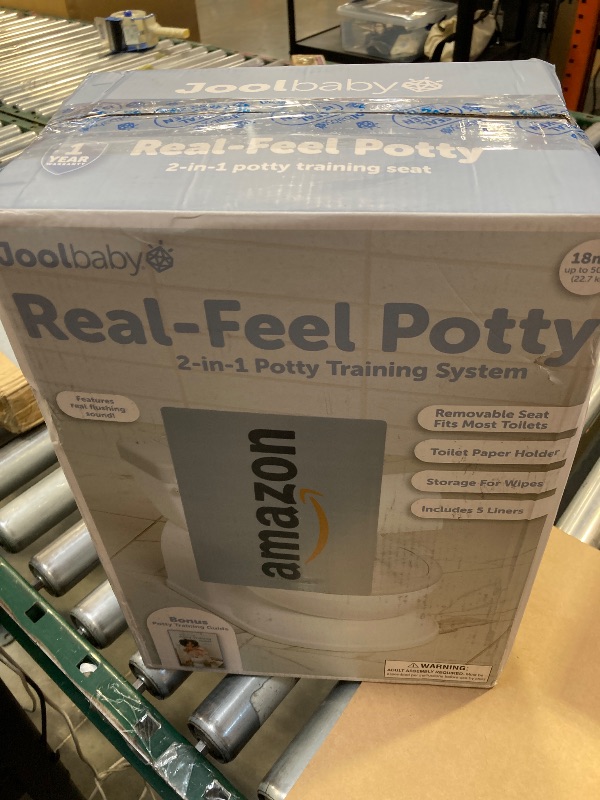 Joolbaby
1
YEAR
Real-Feel Potty
2-in-1 potty training seat
Joolbaby
18m
up to 50
(22.7 k
Real-Feel Potty
2-in-1 Potty Training System
Features
real flushing
sound!
Removable Seat
Fits Most Toilets
Toilet Paper Holder
Storage For Wipes
Includes 5 Liners
amazon
Bonus
Potty Training Guide
WARNING:
ADULT ASSEMBLY REQUIRED.